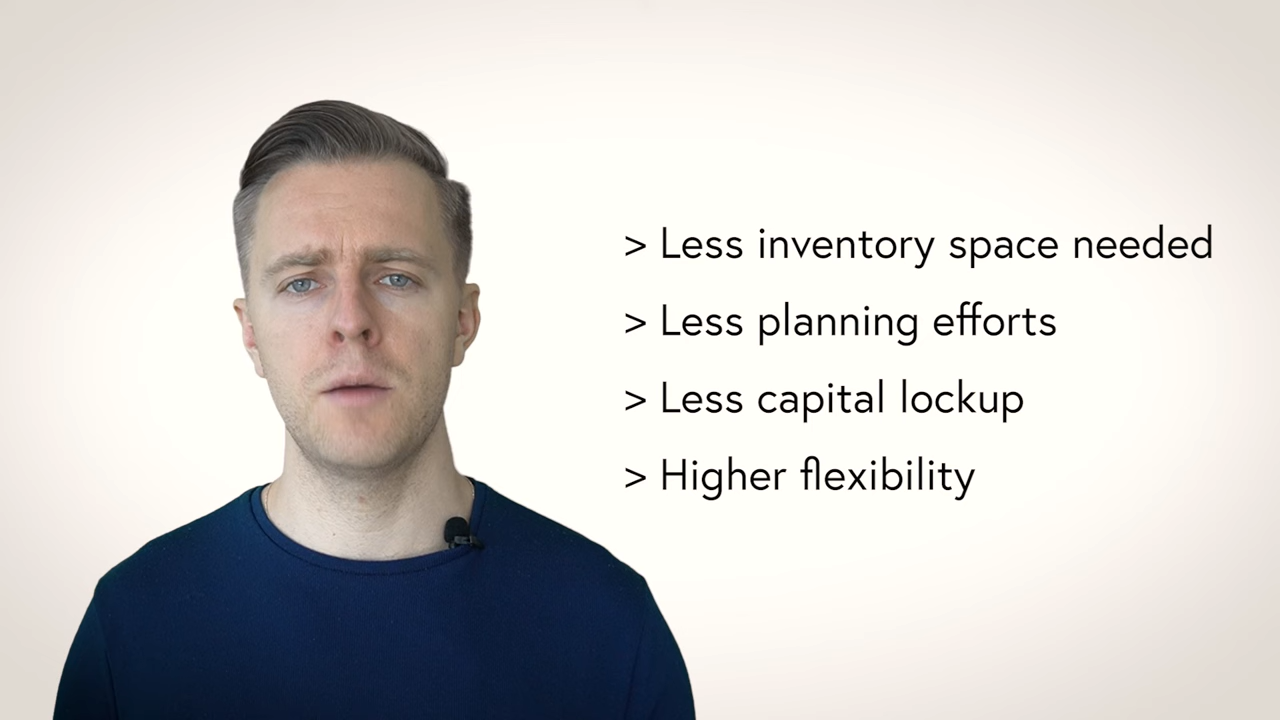 > Less inventory space needed
> Less planning efforts
> Less capital lockup
> Higher flexibility